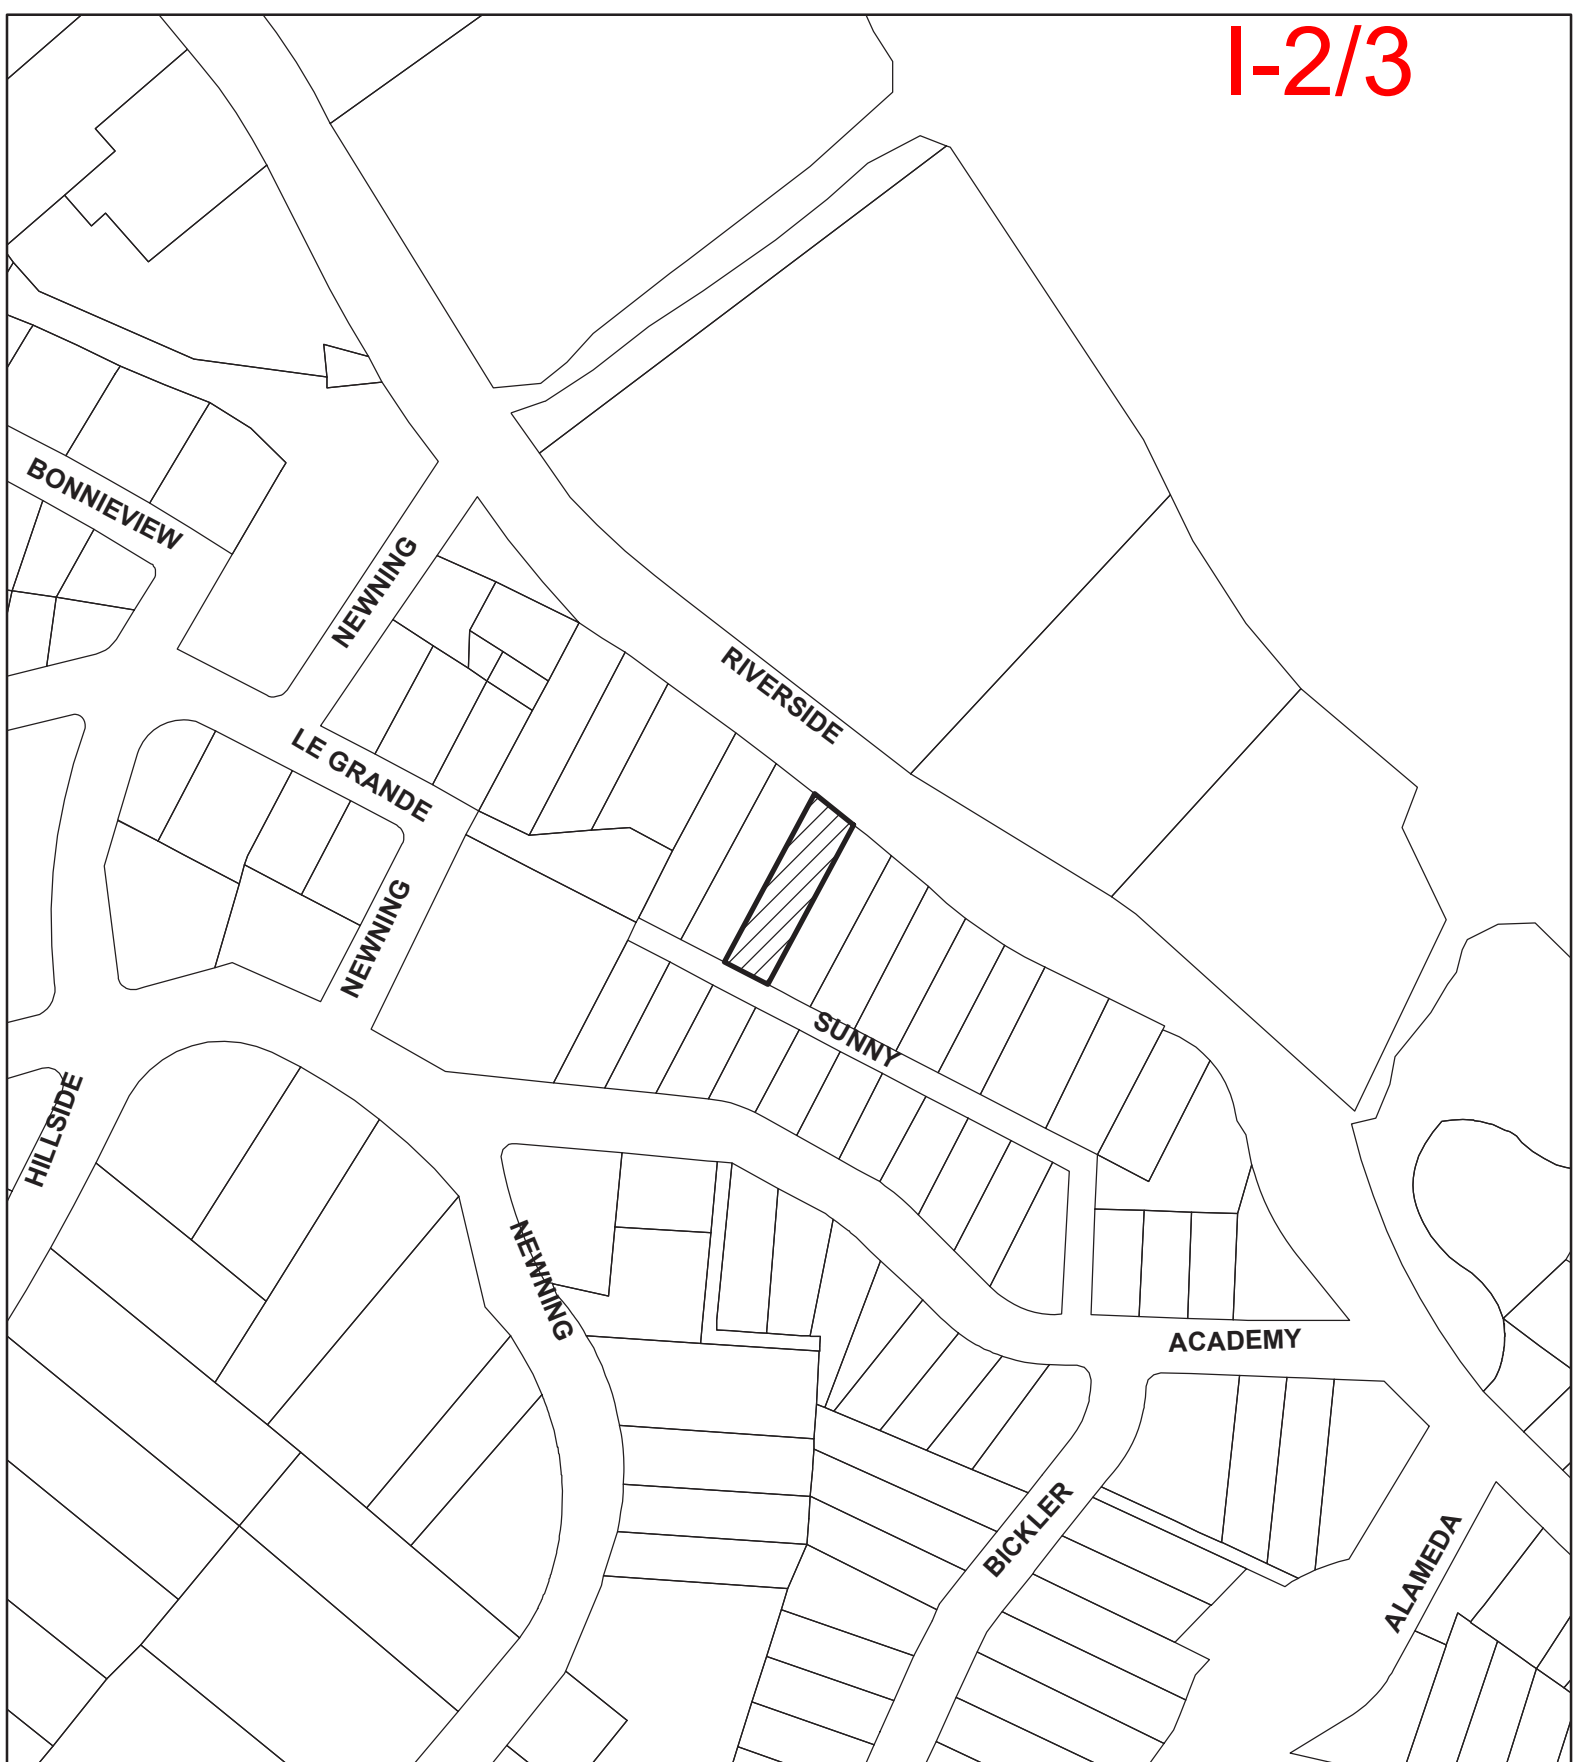 I-2/3
BONNIEVIEW
NEWNING
RIVERSIDE
LE GRANDE
NEWNING
SUNNY
HILLSIDE
NEWNING
ACADEMY
BICKLER
ALAMEDA